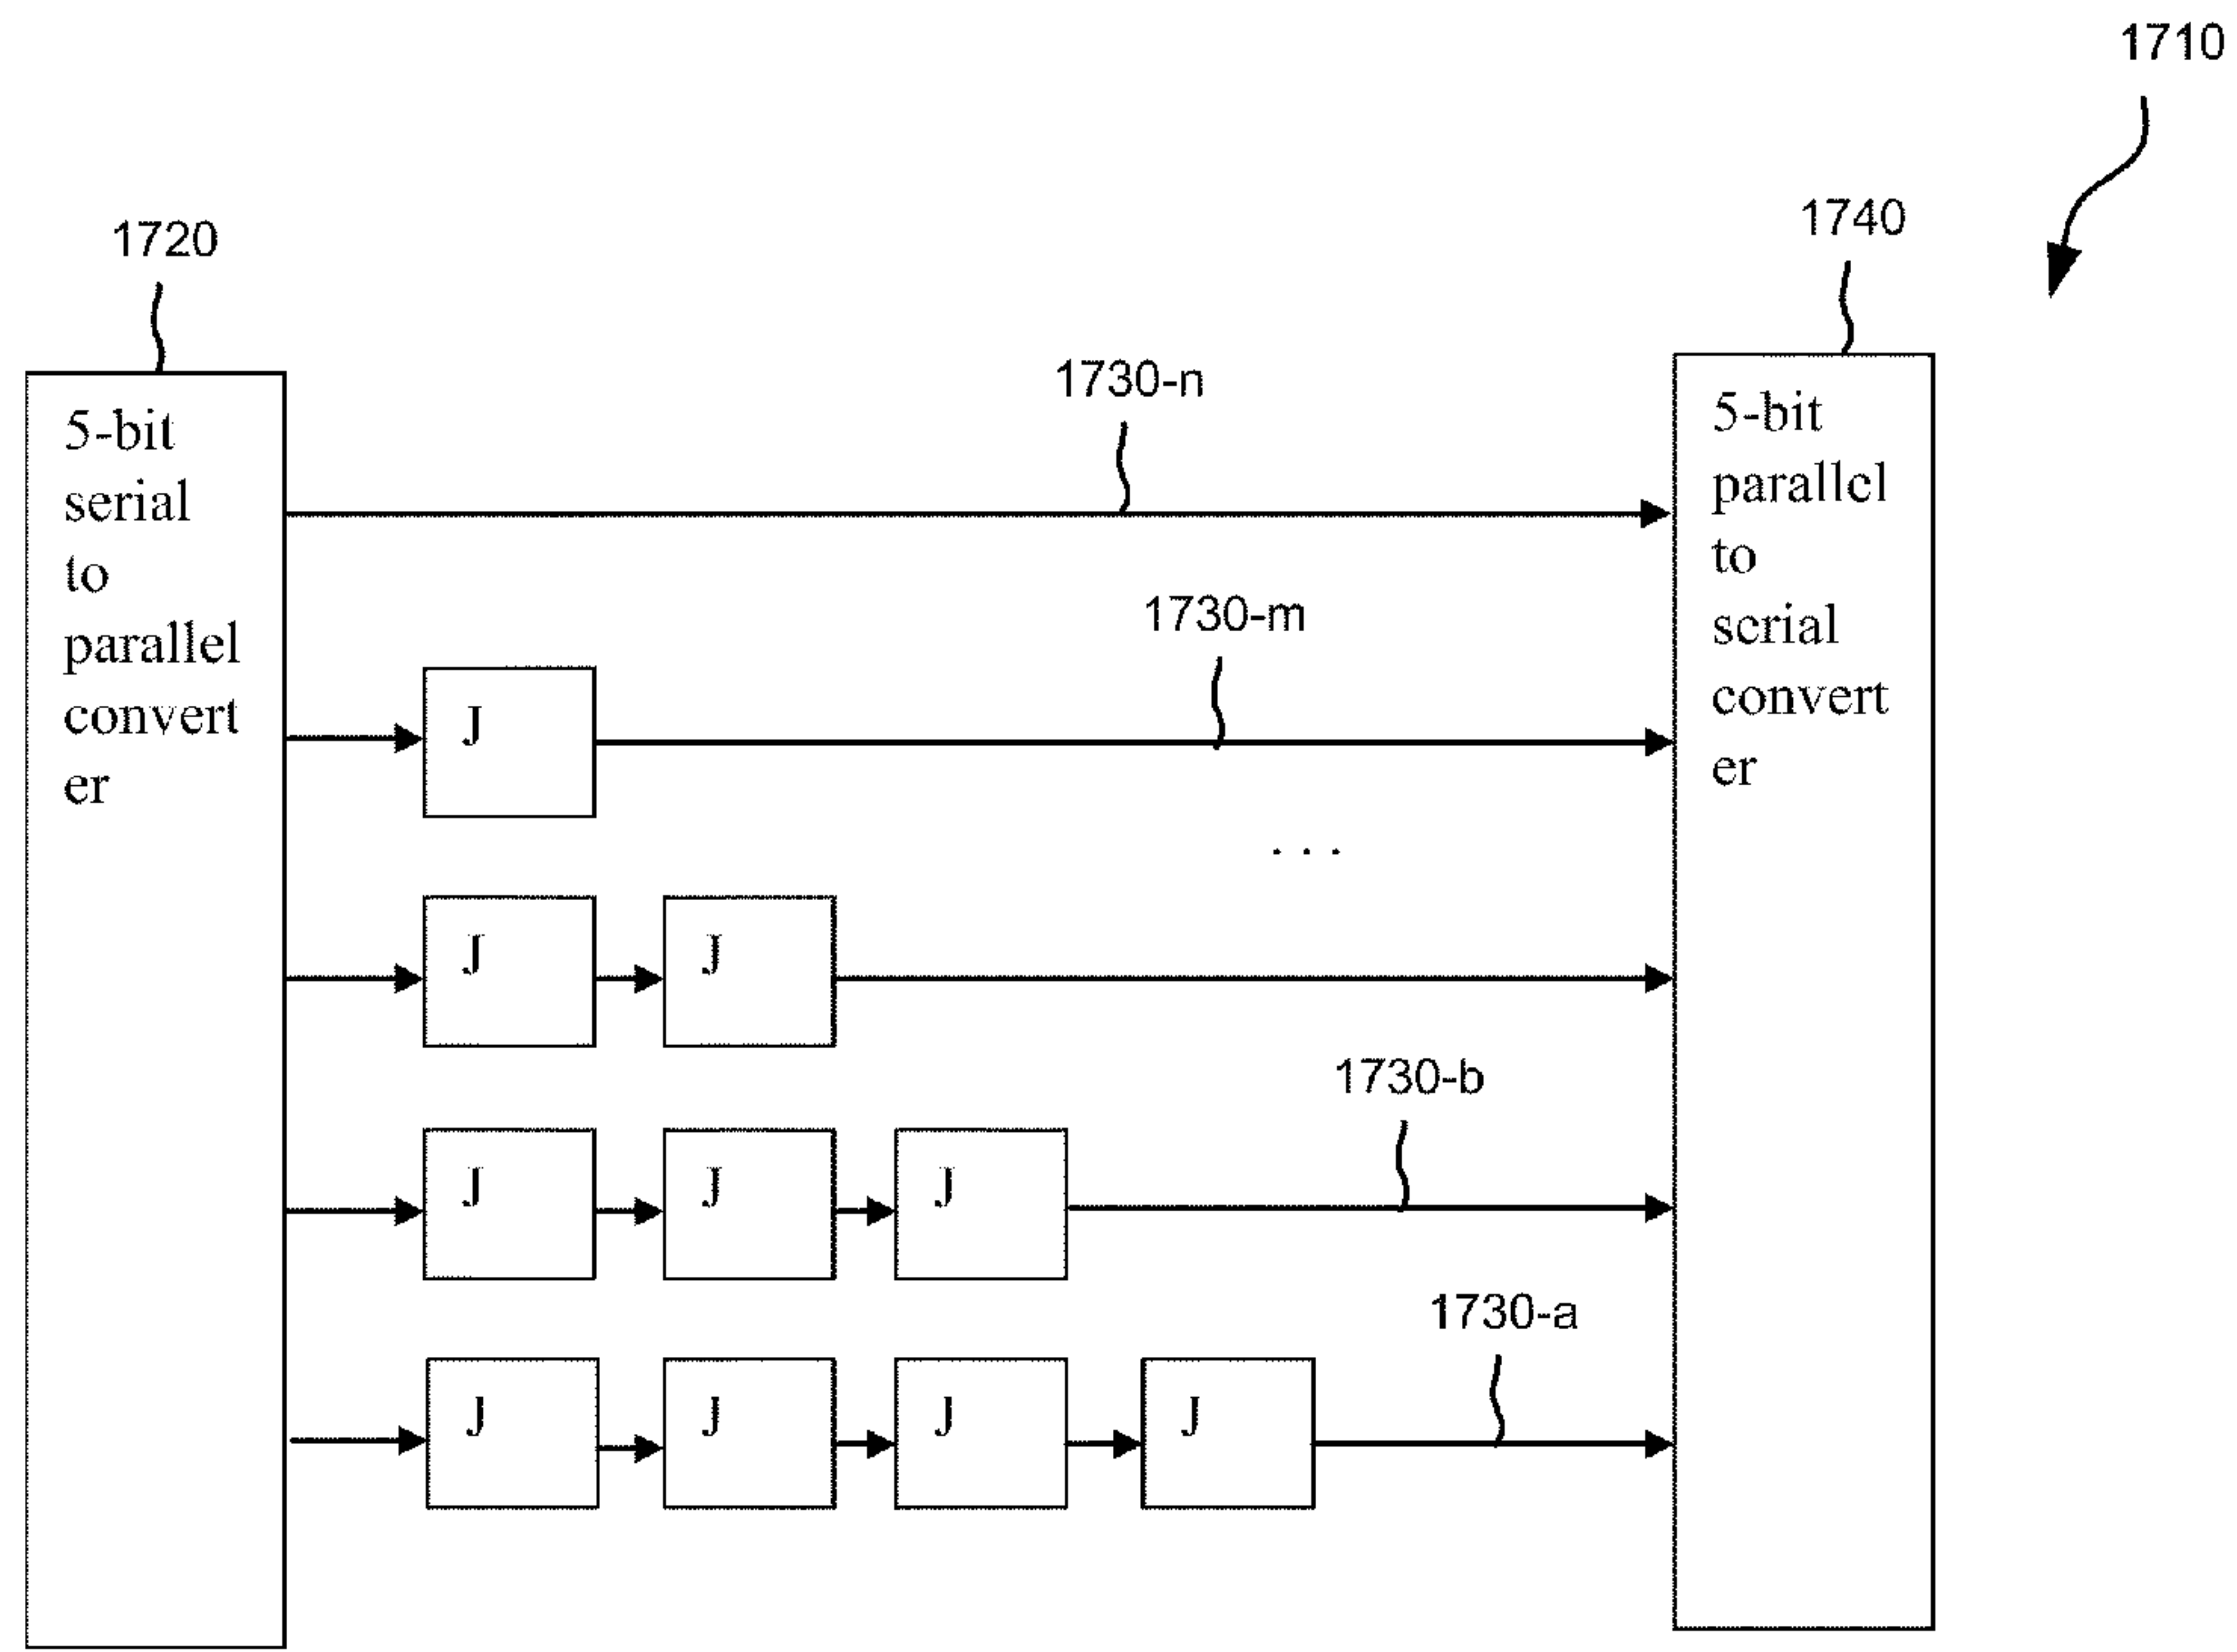 1710
1720
1740
1730-n
5-bit
serial
to
parallel
convert
er
5-bit
parallel
to
serial
convert
er
1730-m
J
. . .
J J
1730-b
J J J
1730-a
J J J J